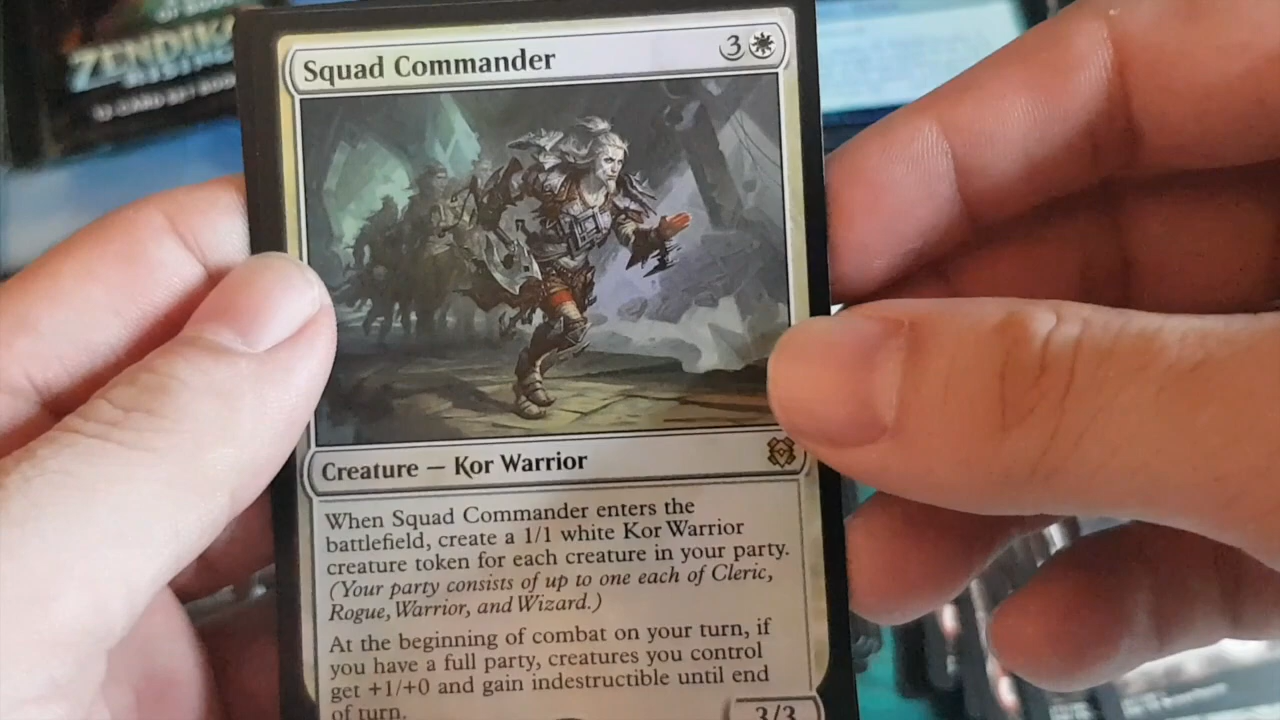 ZENDIKA
Squad Commander
3
Creature — Kor Warrior
When Squad Commander enters the
battlefield, create a 1/1 white Kor Warrior
creature token for each creature in your party.
(Your party consists of up to one each of Cleric,
Rogue, Warrior, and Wizard.)
At the beginning of combat on your turn, if
you have a full party, creatures you control
get +1/+0 and gain indestructible until end
of turn.
3/3